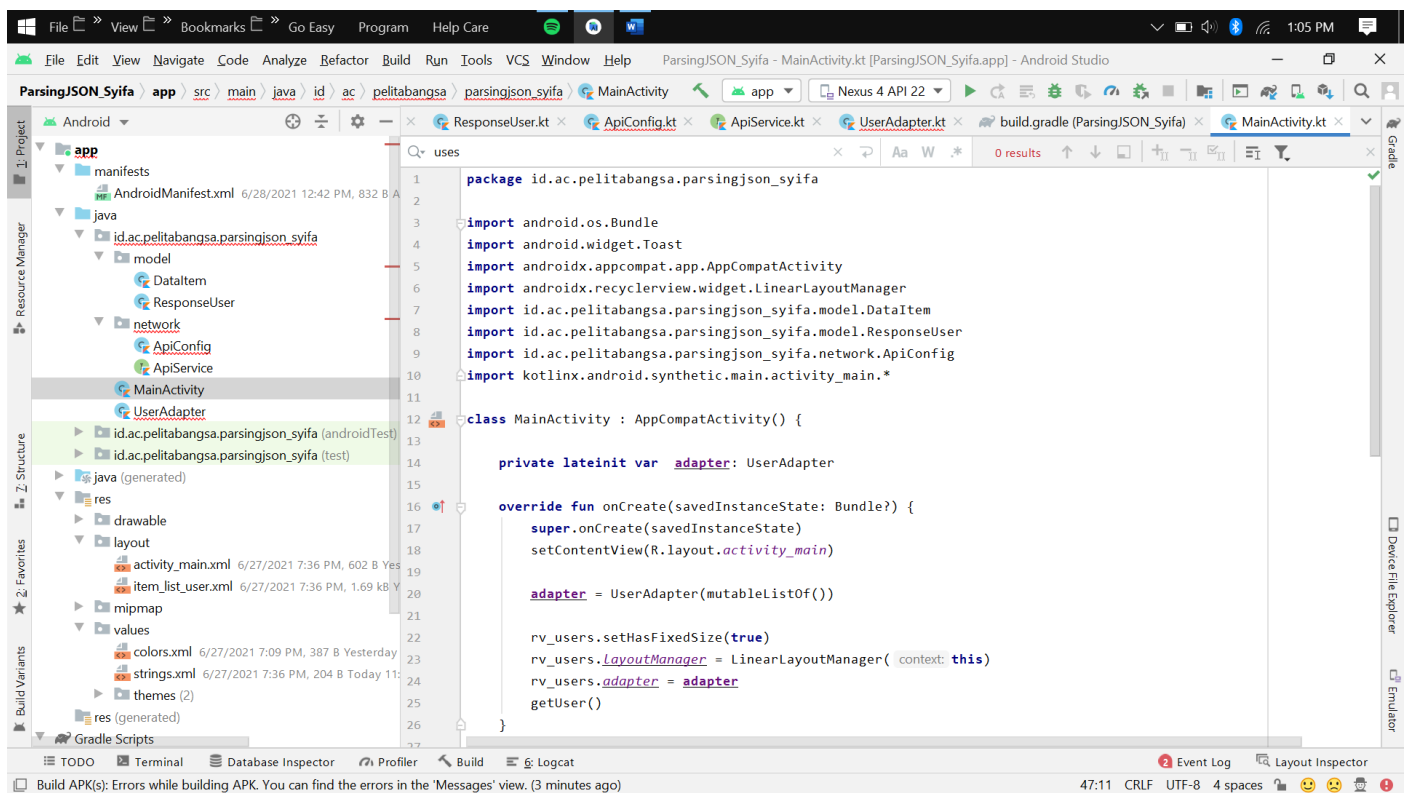 File » View » Bookmarks » Go Easy Program Help Care 1:05 PM
File Edit View Navigate Code Analyze Refactor Build Run Tools VCS Window Help ParsingJSON_Syifa - MainActivity.kt [ParsingJSON_Syifa.app] - Android Studio
ParsingJSON_Syifa app src main java id ac pelitabangsa parsingjson_syifa MainActivity app Nexus 4 API 22
Android ResponseUser.kt ApiConfig.kt ApiService.kt UserAdapter.kt build.gradle (ParsingJSON_Syifa) MainActivity.kt
uses Aa W .* 0 results
1: Project
Resource Manager
Z: Structure
2: Favorites
Build Variants
app
manifests
AndroidManifest.xml 6/28/2021 12:42 PM, 832 B A
java
id.ac.pelitabangsa.parsingjson_syifa
model
DataItem
ResponseUser
network
ApiConfig
ApiService
MainActivity
UserAdapter
id.ac.pelitabangsa.parsingjson_syifa (androidTest)
id.ac.pelitabangsa.parsingjson_syifa (test)
java (generated)
res
drawable
layout
activity_main.xml 6/27/2021 7:36 PM, 602 B Yes
item_list_user.xml 6/27/2021 7:36 PM, 1.69 kB Y
mipmap
values
colors.xml 6/27/2021 7:09 PM, 387 B Yesterday
strings.xml 6/27/2021 7:36 PM, 204 B Today 11:
themes (2)
res (generated)
Gradle Scripts
1 package id.ac.pelitabangsa.parsingjson_syifa
2
3 import android.os.Bundle
4 import android.widget.Toast
5 import androidx.appcompat.app.AppCompatActivity
6 import androidx.recyclerview.widget.LinearLayoutManager
7 import id.ac.pelitabangsa.parsingjson_syifa.model.DataItem
8 import id.ac.pelitabangsa.parsingjson_syifa.model.ResponseUser
9 import id.ac.pelitabangsa.parsingjson_syifa.network.ApiConfig
10 import kotlinx.android.synthetic.main.activity_main.*
11
12 class MainActivity : AppCompatActivity() {
13
14 private lateinit var adapter: UserAdapter
15
16 override fun onCreate(savedInstanceState: Bundle?) {
17 super.onCreate(savedInstanceState)
18 setContentView(R.layout.activity_main)
19
20 adapter = UserAdapter(mutableListOf())
21
22 rv_users.setHasFixedSize(true)
23 rv_users.layoutManager = LinearLayoutManager( context: this)
24 rv_users.adapter = adapter
25 getUser()
26 }
27
Gradle
Device File Explorer
Emulator
TODO Terminal Database Inspector Profiler Build 6: Logcat 2 Event Log Layout Inspector
Build APK(s): Errors while building APK. You can find the errors in the 'Messages' view. (3 minutes ago) 47:11 CRLF UTF-8 4 spaces